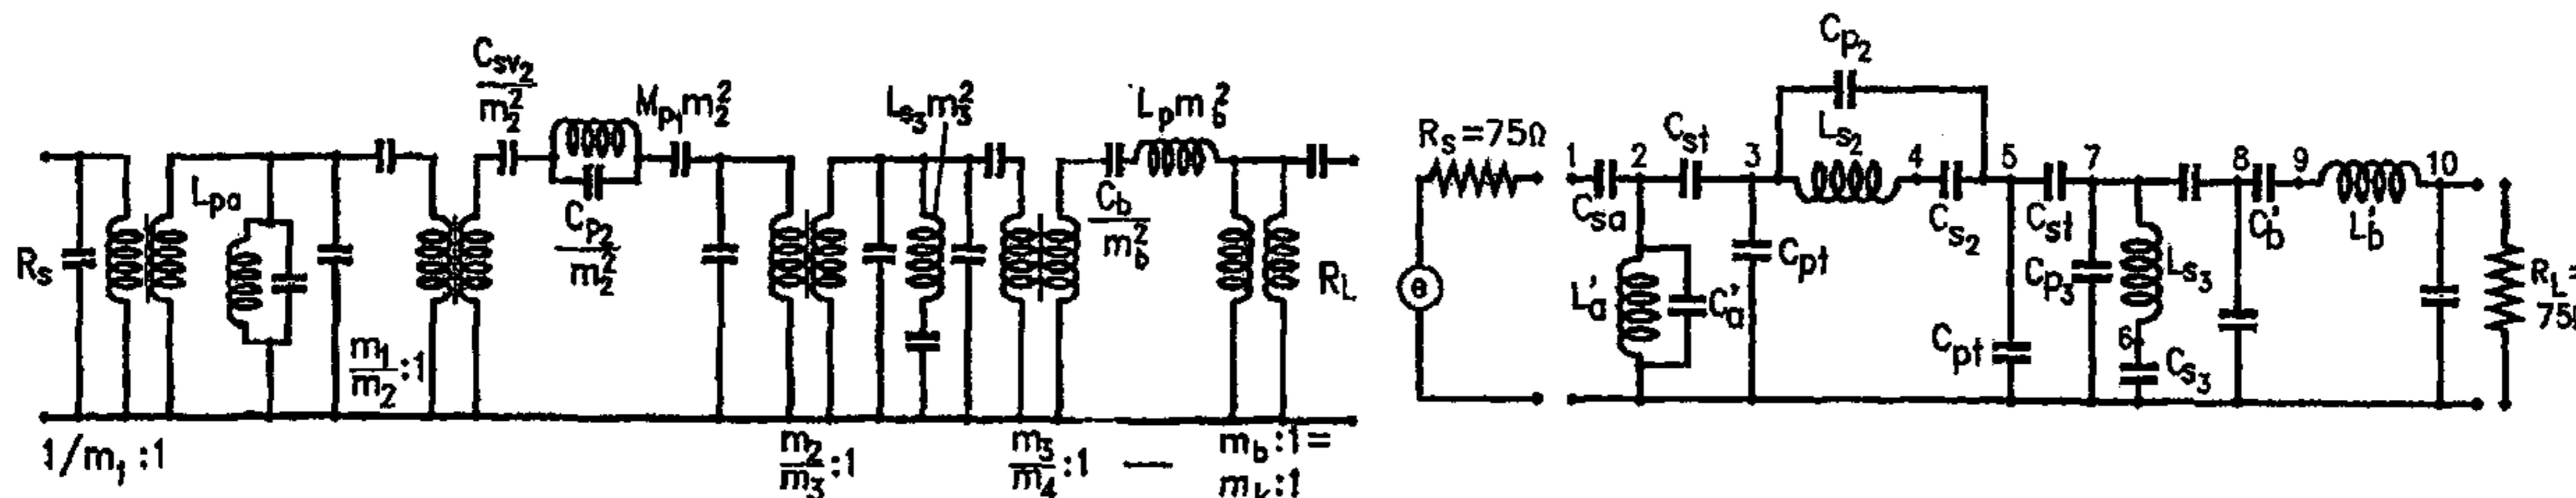 C_sv2 / m_2^2
M_p1 m_2^2
L_s3 m_3^2
L_p m_b^2
R_s
L_pa
C_p2 / m_2^2
C_b / m_b^2
R_L
m_1/m_2 :1
1/m_1 :1
m_2/m_3 :1
m_3/m_4 :1 —
m_b :1 =
m_k :1
C_p2
R_s = 75Ω
C_st
L_s2
1 2 3 4 5 7 8 9 10
C_sa
C_s2
C_st
C'_b
L'_b
e
L'_a
C'_a
C_pt
C_pt
C_p3
L_s3
6
C_s3
R_L =
75